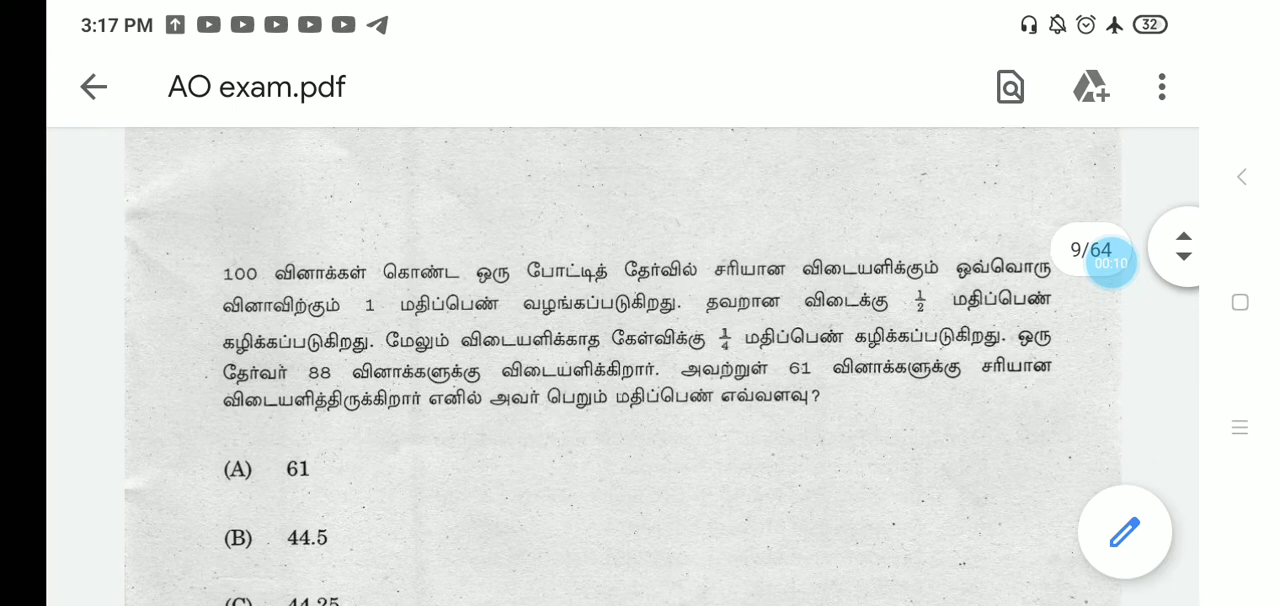 3:17 PM
32
AO exam.pdf
9/64
00:10
100 வினாக்கள் கொண்ட ஒரு போட்டித் தேர்வில் சரியான விடையளிக்கும் ஒவ்வொரு
வினாவிற்கும் 1 மதிப்பெண் வழங்கப்படுகிறது. தவறான விடைக்கு 1/2 மதிப்பெண்
கழிக்கப்படுகிறது. மேலும் விடையளிக்காத கேள்விக்கு 1/4 மதிப்பெண் கழிக்கப்படுகிறது. ஒரு
தேர்வர் 88 வினாக்களுக்கு விடையளிக்கிறார். அவற்றுள் 61 வினாக்களுக்கு சரியான
விடையளித்திருக்கிறார் எனில் அவர் பெறும் மதிப்பெண் எவ்வளவு?
(A) 61
(B) 44.5
(C) 44.25